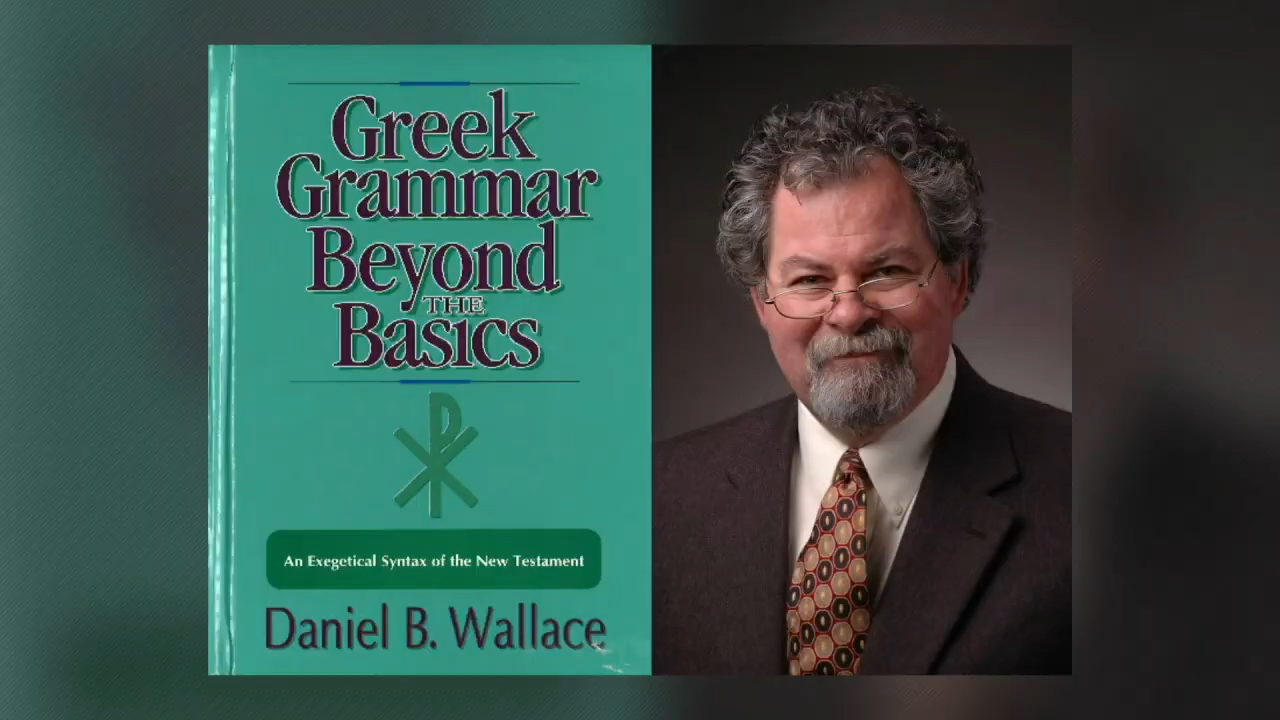 Greek
Grammar
Beyond
THE
Basics
An Exegetical Syntax of the New Testament
Daniel B. Wallace